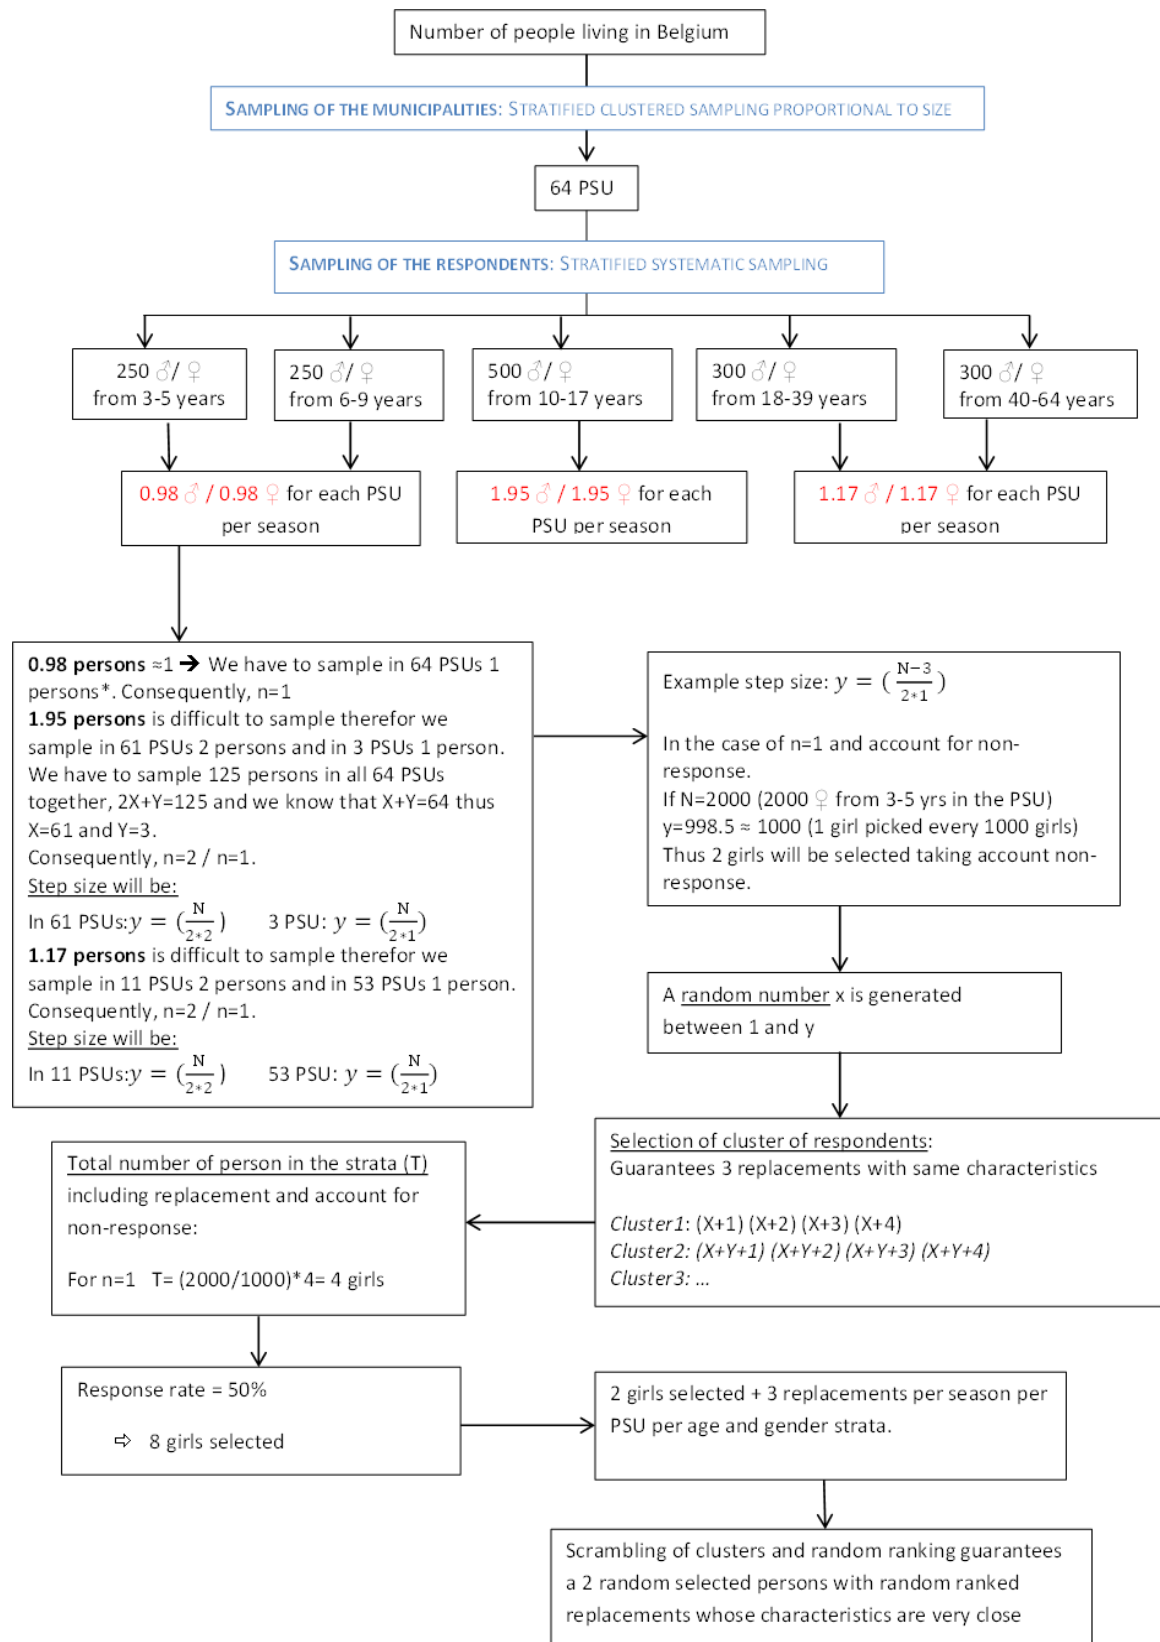 Number of people living in Belgium
SAMPLING OF THE MUNICIPALITIES: STRATIFIED CLUSTERED SAMPLING PROPORTIONAL TO SIZE
64 PSU
SAMPLING OF THE RESPONDENTS: STRATIFIED SYSTEMATIC SAMPLING
250 ♂/ ♀
from 3-5 years
250 ♂/ ♀
from 6-9 years
500 ♂/ ♀
from 10-17 years
300 ♂/ ♀
from 18-39 years
300 ♂/ ♀
from 40-64 years
0.98 ♂ / 0.98 ♀ for each PSU
per season
1.95 ♂ / 1.95 ♀ for each
PSU per season
1.17 ♂ / 1.17 ♀ for each PSU
per season
0.98 persons ≈1 ➔ We have to sample in 64 PSUs 1
persons*. Consequently, n=1
1.95 persons is difficult to sample therefor we
sample in 61 PSUs 2 persons and in 3 PSUs 1 person.
We have to sample 125 persons in all 64 PSUs
together, 2X+Y=125 and we know that X+Y=64 thus
X=61 and Y=3.
Consequently, n=2 / n=1.
Step size will be:
In 61 PSUs: y = (N/2*2) 3 PSU: y = (N/2*1)
1.17 persons is difficult to sample therefor we
sample in 11 PSUs 2 persons and in 53 PSUs 1 person.
Consequently, n=2 / n=1.
Step size will be:
In 11 PSUs: y = (N/2*2) 53 PSU: y = (N/2*1)
Example step size: y = (N−3/2*1)
In the case of n=1 and account for non-
response.
If N=2000 (2000 ♀ from 3-5 yrs in the PSU)
y=998.5 ≈ 1000 (1 girl picked every 1000 girls)
Thus 2 girls will be selected taking account non-
response.
A random number x is generated
between 1 and y
Selection of cluster of respondents:
Guarantees 3 replacements with same characteristics
Cluster1: (X+1) (X+2) (X+3) (X+4)
Cluster2: (X+Y+1) (X+Y+2) (X+Y+3) (X+Y+4)
Cluster3: ...
Total number of person in the strata (T)
including replacement and account for
non-response:
For n=1 T= (2000/1000)*4= 4 girls
Response rate = 50%
⇨ 8 girls selected
2 girls selected + 3 replacements per season per
PSU per age and gender strata.
Scrambling of clusters and random ranking guarantees
a 2 random selected persons with random ranked
replacements whose characteristics are very close